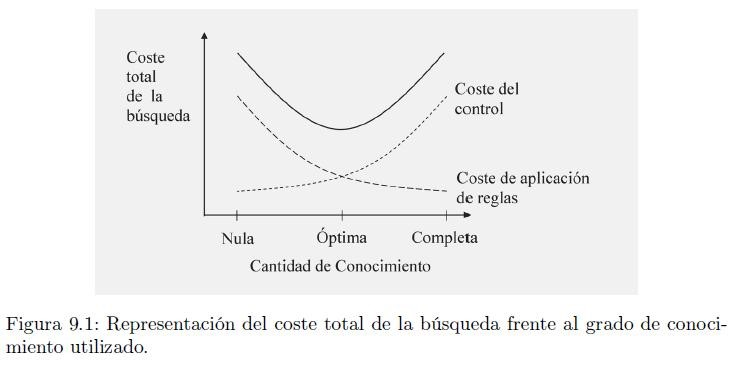 Coste
total
de la
búsqueda
Coste del
control
Coste de aplicación
de reglas
Nula Óptima Completa
Cantidad de Conocimiento
Figura 9.1: Representación del coste total de la búsqueda frente al grado de conoci-
miento utilizado.